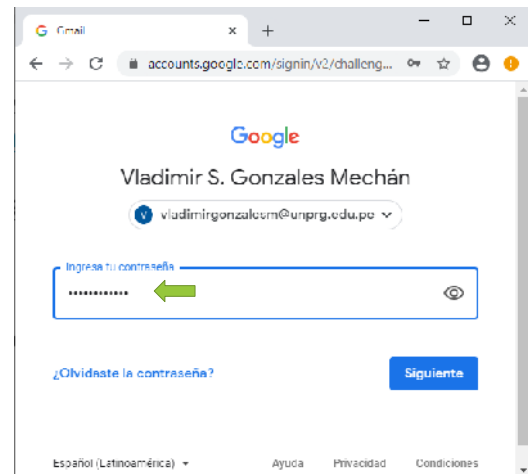 Gmail
accounts.google.com/signin/v2/challeng...
Google
Vladimir S. Gonzales Mechán
V vladimirgonzalesm@unprg.edu.pe
Ingresa tu contraseña
••••••••••••
¿Olvidaste la contraseña?
Siguiente
Español (Latinoamérica) Ayuda Privacidad Condiciones